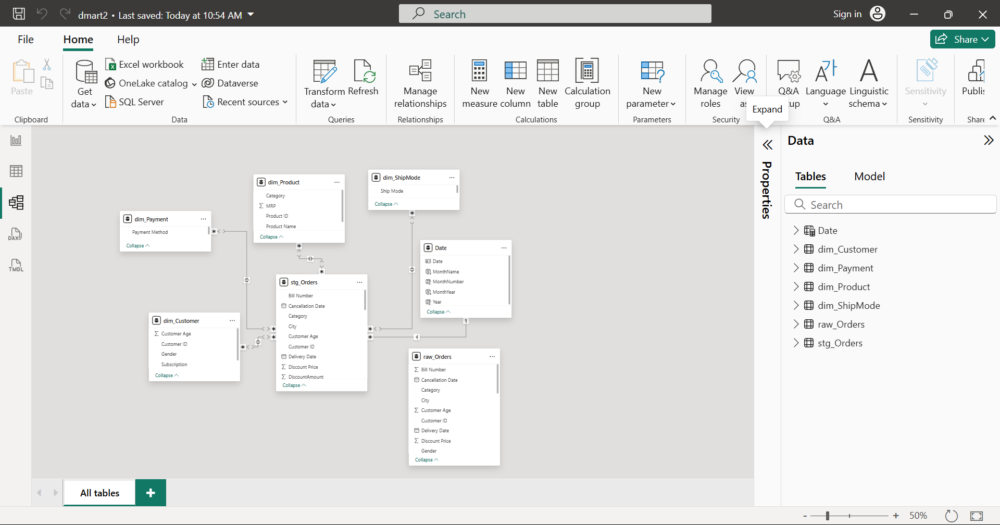 dmart2 • Last saved: Today at 10:54 AM
Search
Sign in
File
Home
Help
Share
Paste
Clipboard
Get data
Excel workbook
OneLake catalog
SQL Server
Enter data
Dataverse
Recent sources
Data
Transform data
Refresh
Queries
Manage relationships
Relationships
New measure
New column
New table
Calculation group
Calculations
New parameter
Parameters
Manage roles
View as
Security
Expand
Q&A
up
Language
Linguistic schema
Q&A
Sensitivity
Sensitivity
Publis
Share
DAX
TMDL
dim_Payment
Payment Method
Collapse
dim_Product
Category
MRP
Product ID
Product Name
Collapse
dim_ShipMode
Ship Mode
Collapse
Date
Date
MonthName
MonthNumber
MonthYear
Year
Collapse
1
stg_Orders
Bill Number
Cancellation Date
Category
City
Customer Age
Customer ID
Delivery Date
Discount Price
DiscountAmount
Collapse
dim_Customer
Customer Age
Customer ID
Gender
Subscription
Collapse
raw_Orders
Bill Number
Cancellation Date
Category
City
Customer Age
Customer ID
Delivery Date
Discount Price
Gender
Collapse
Properties
Data
Tables
Model
Search
Date
dim_Customer
dim_Payment
dim_Product
dim_ShipMode
raw_Orders
stg_Orders
All tables
50%